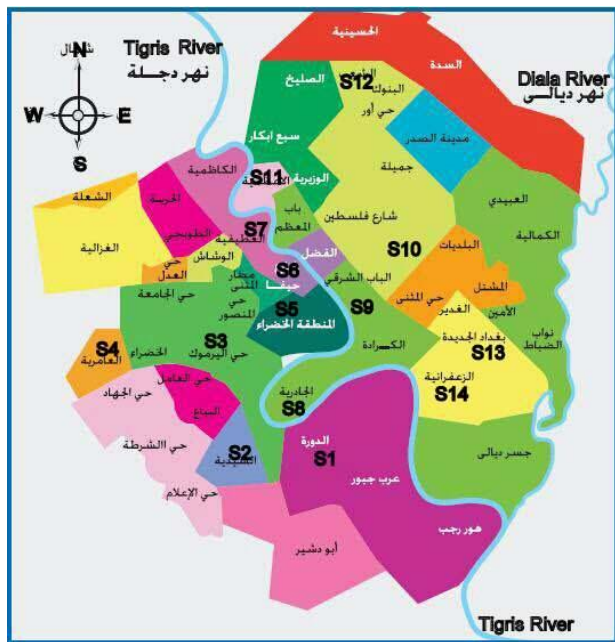 Tigris River
نهر دجلة
شمال
N
W
E
S
الحسينية
السدة
Diala River
نهر ديالى
الصليخ
S12
البنوك
حي أور
سبع ابكار
مدينة الصدر
جميلة
الكاظمية
S11
الوزيرية
العبيدي
الشعلة
الحرية
باب
المعظم
شارع فلسطين
الكمالية
الغزالية
الطوبجي
S7
العطيفية
S10
البلديات
الفضل
حي
العدل
الوشاش
مطار
المثنى
S6
حيفا
الباب الشرقي
المشتل
حي المثنى
حي الجامعة
حي
المنصور
S5
المنطقة الخضراء
S9
الغدير
الأمين
نواب
الضباط
S4
العامرية
الخضراء
S3
حي اليرموك
الكرادة
بغداد الجديدة
S13
الزعفرانية
S14
حي العامل
حي الجهاد
الجادرية
S8
البياع
حي االشرطة
S2
السيدية
الدورة
S1
عرب جبور
جسر ديالى
حي الإعلام
هور رجب
أبو دشير
Tigris River